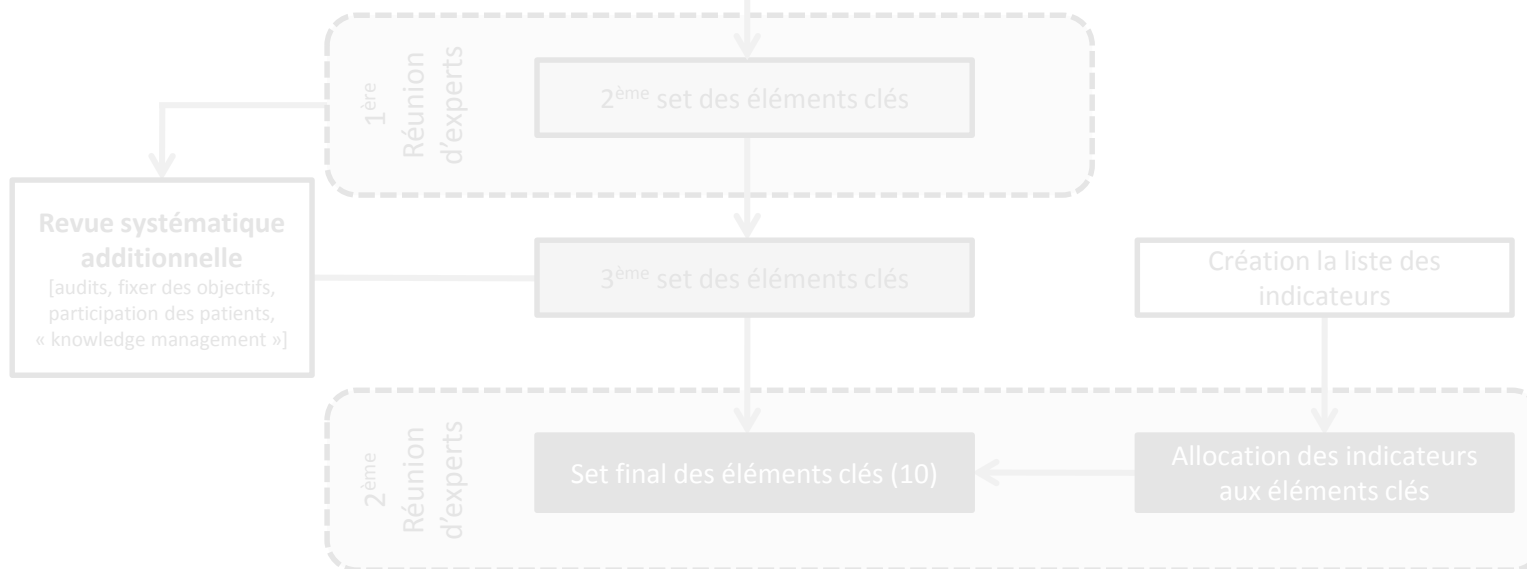 1ère
Réunion
d'experts
2ème set des éléments clés
Revue systématique
additionnelle
[audits, fixer des objectifs,
participation des patients,
« knowledge management »]
3ème set des éléments clés
Création la liste des
indicateurs
2ème
Réunion
d'experts
Set final des éléments clés (10)
Allocation des indicateurs
aux éléments clés